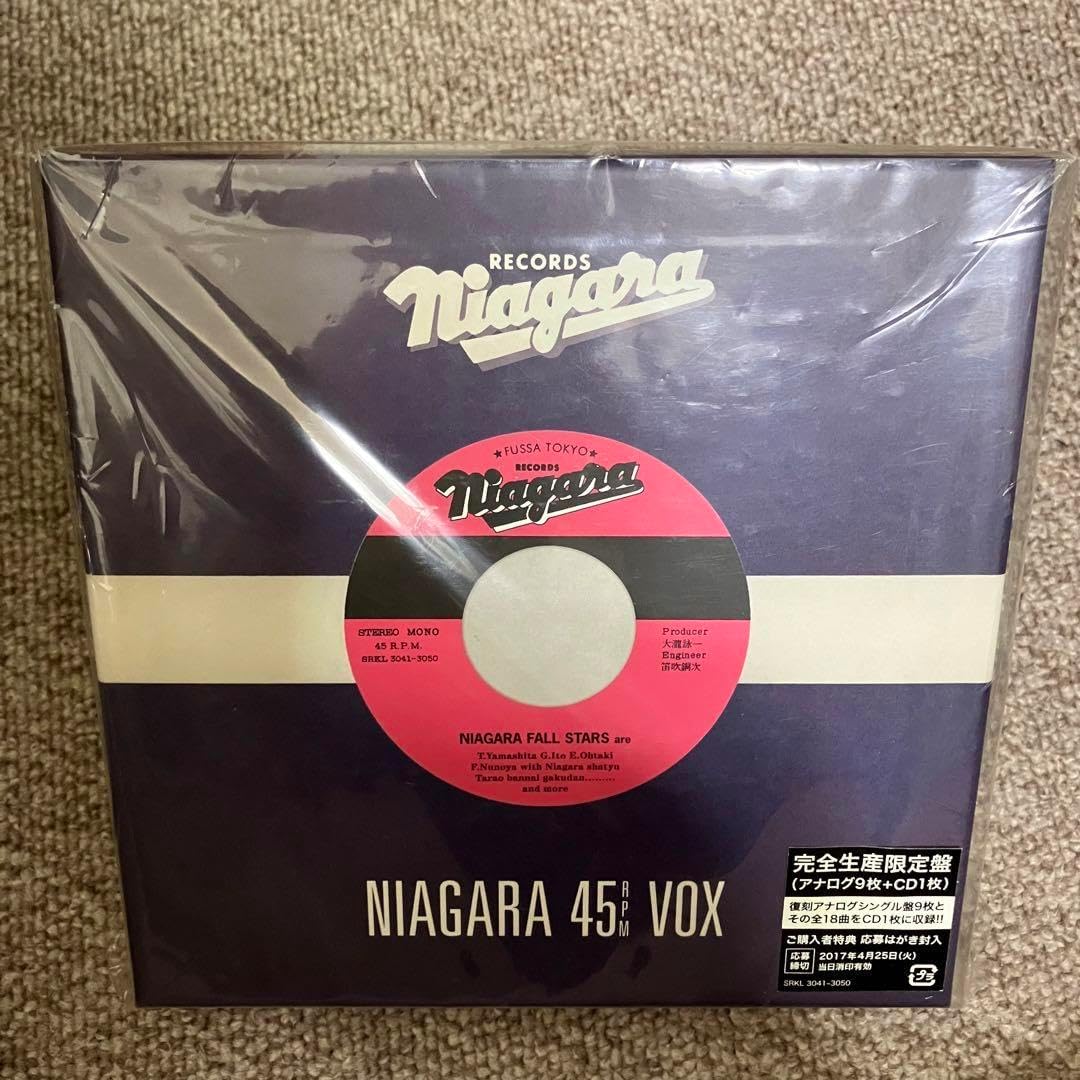 RECORDS
Niagara
★FUSSA TOKYO★
RECORDS
Niagara
STEREO MONO
45 R.P.M.
SRKL 3041-3050
Producer
大瀧詠一
Engineer
笛吹銅次
NIAGARA FALL STARS are
T.Yamashita G.Ito E.Ohtaki
F.Nunoya with Niagara shatyu
Tarao bannai gakudan.........
and more
NIAGARA 45RPM VOX
完全生産限定盤
(アナログ9枚+CD1枚)
復刻アナログシングル盤9枚と
その全18曲をCD1枚に収録!!
ご購入者特典 応募はがき封入
応募締切 2017年4月25日(火)
当日消印有効
SRKL 3041-3050
プラ